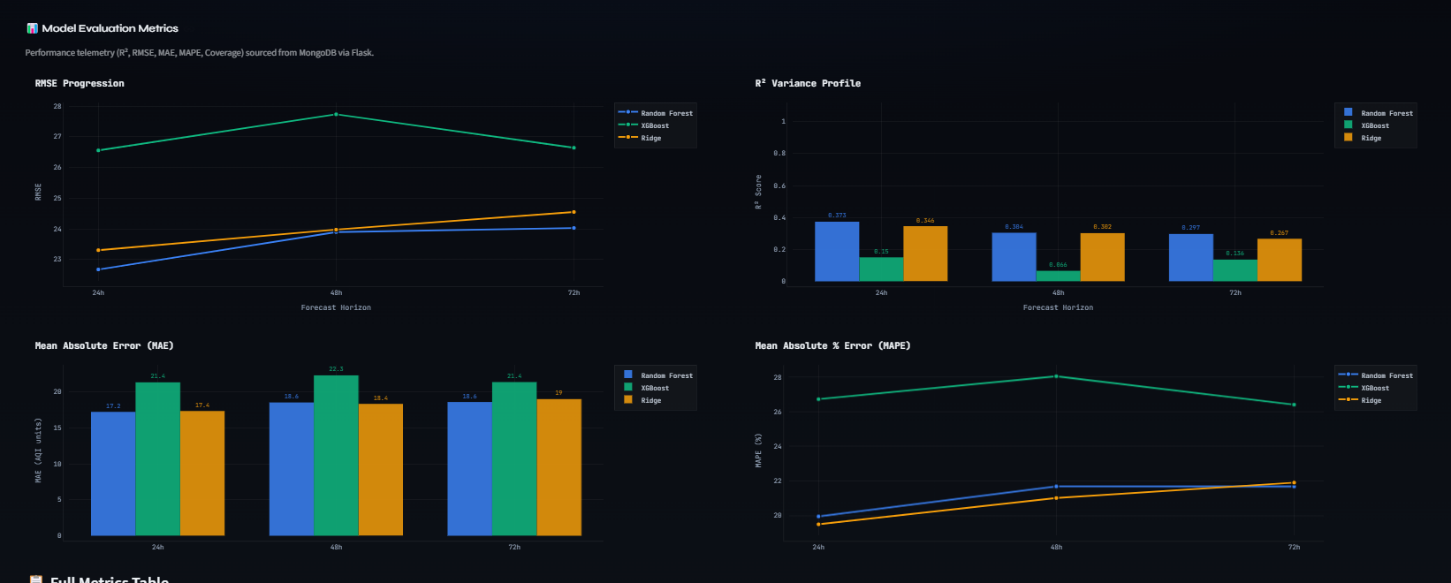 📊 Model Evaluation Metrics
Performance telemetry (R², RMSE, MAE, MAPE, Coverage) sourced from MongoDB via Flask.
RMSE Progression
28
27
26
25
24
23
RMSE
24h
48h
72h
Forecast Horizon
Random Forest
XGBoost
Ridge
R² Variance Profile
1
0.8
0.6
0.4
0.2
0
R² Score
0.373
0.15
0.346
0.304
0.066
0.302
0.297
0.136
0.267
24h
48h
72h
Forecast Horizon
Random Forest
XGBoost
Ridge
Mean Absolute Error (MAE)
20
15
10
5
0
MAE (AQI units)
17.2
21.4
17.4
18.6
22.3
18.4
18.6
21.4
19
24h
48h
72h
Random Forest
XGBoost
Ridge
Mean Absolute % Error (MAPE)
28
26
24
22
20
MAPE (%)
24h
48h
72h
Random Forest
XGBoost
Ridge
📋 Full Metrics Table